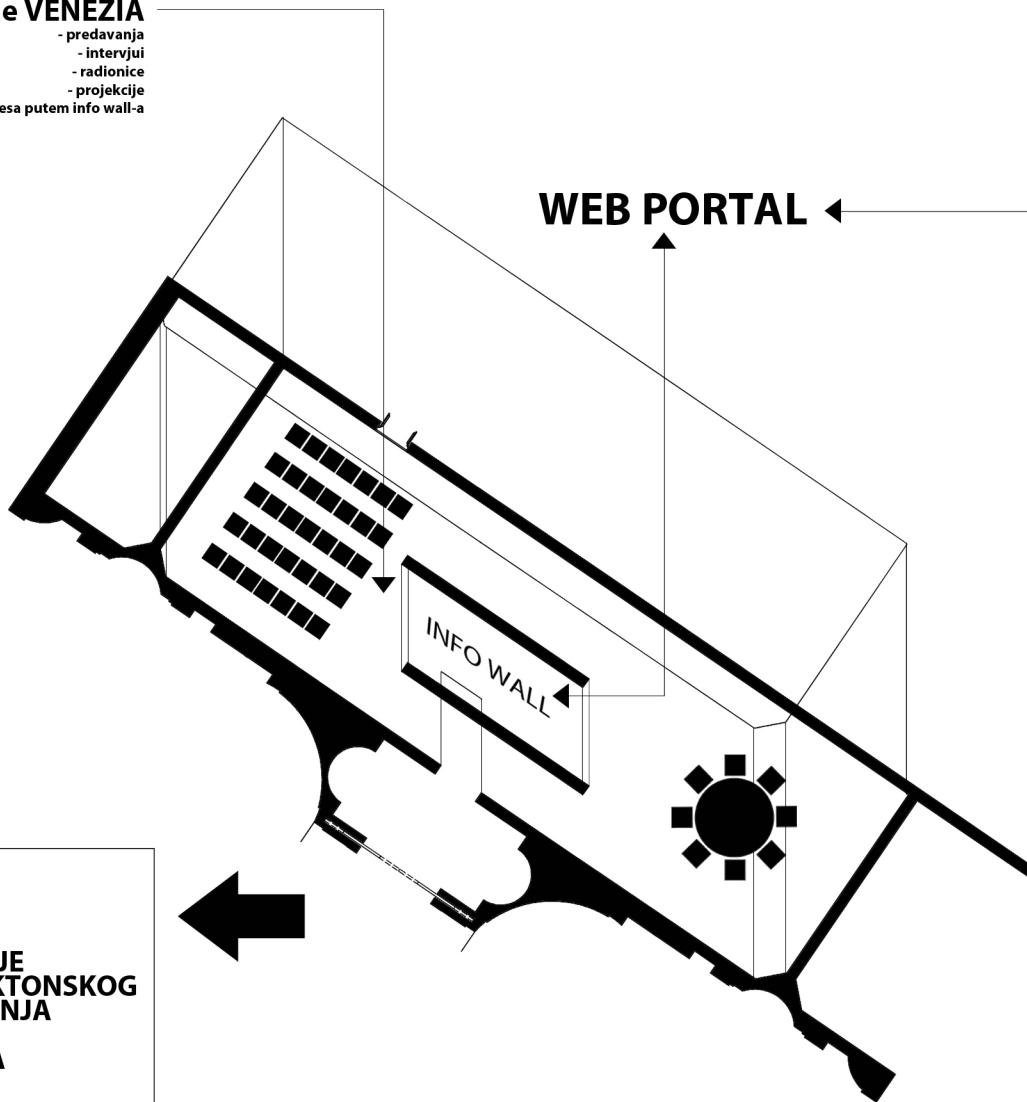 e VENEZIA
- predavanja
- intervjui
- radionice
- projekcije
esa putem info wall-a
WEB PORTAL
INFO WALL
JE
KTONSKOG
NJA
A